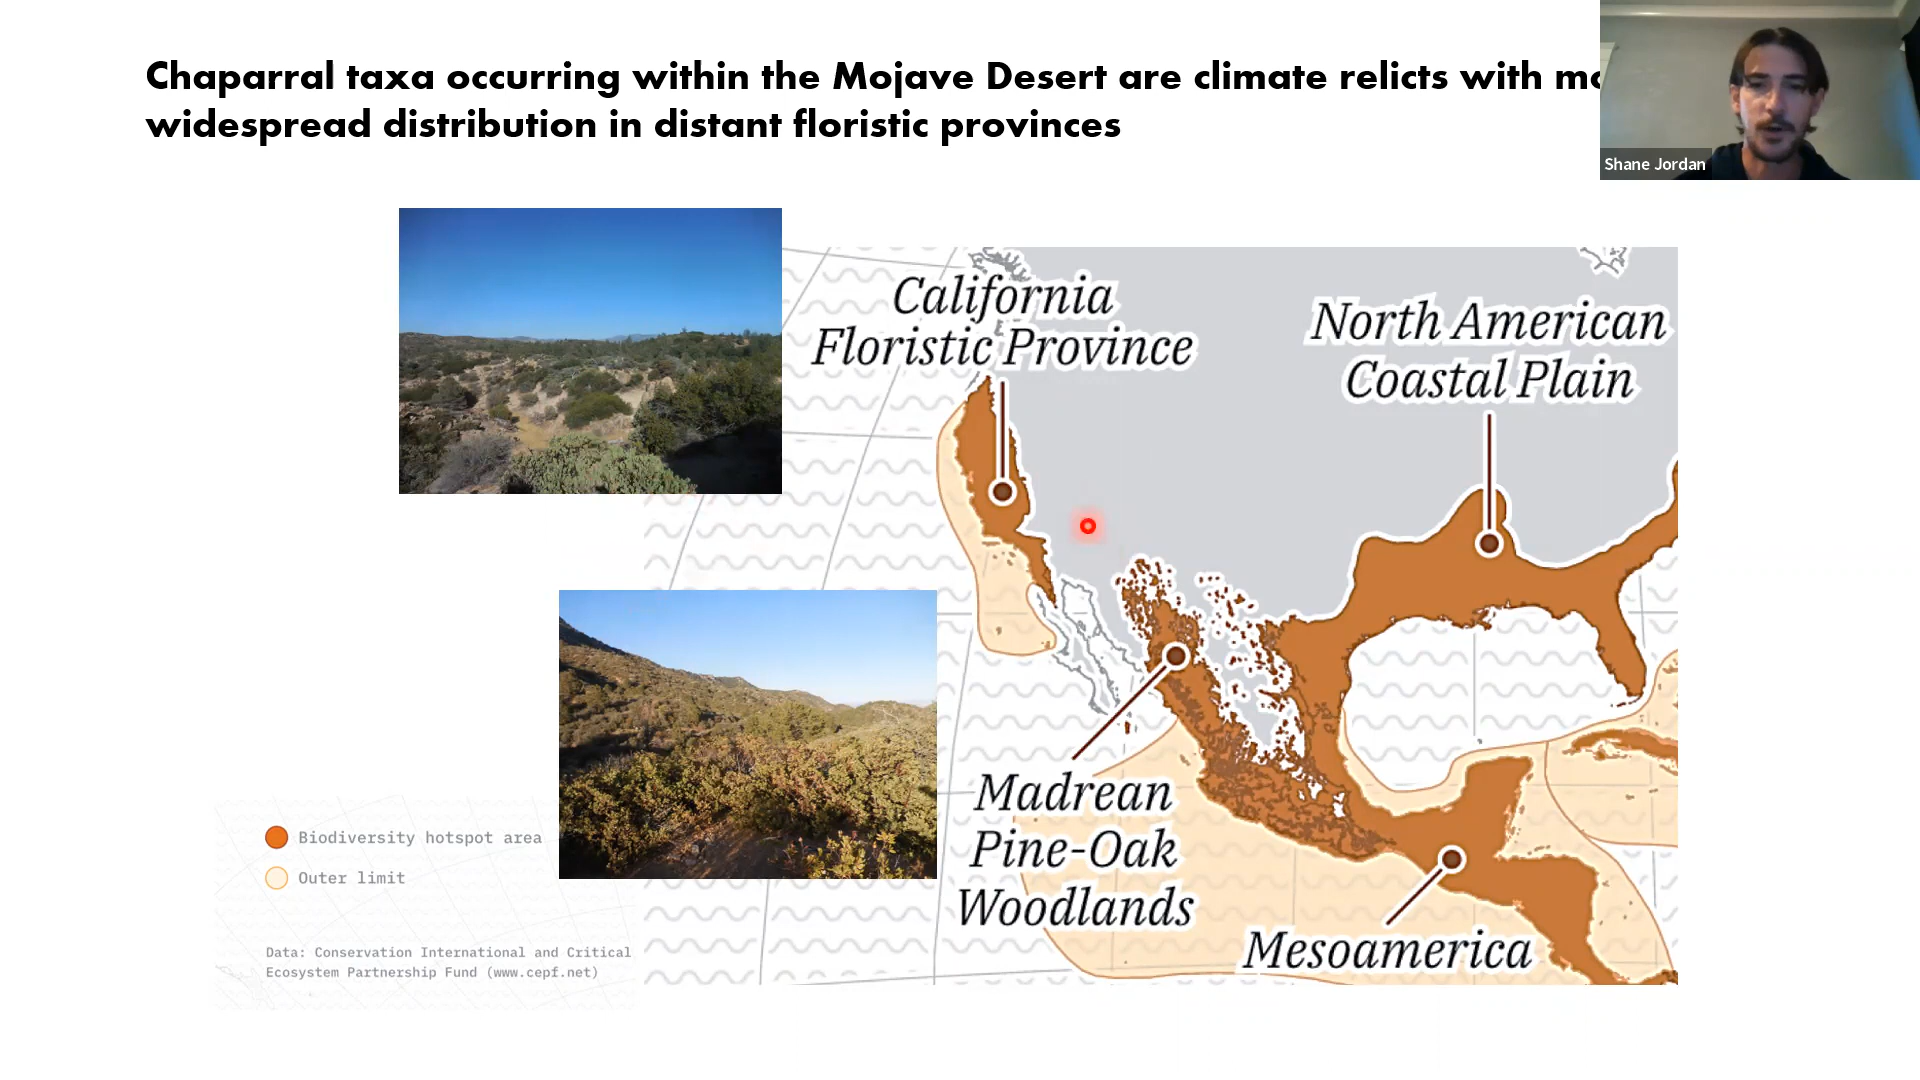 Chaparral taxa occurring within the Mojave Desert are climate relicts with
widespread distribution in distant floristic provinces
Shane Jordan
California
Floristic Province
North American
Coastal Plain
Madrean
Pine-Oak
Woodlands
Mesoamerica
Biodiversity hotspot area
Outer limit
Data: Conservation International and Critical
Ecosystem Partnership Fund (www.cepf.net)